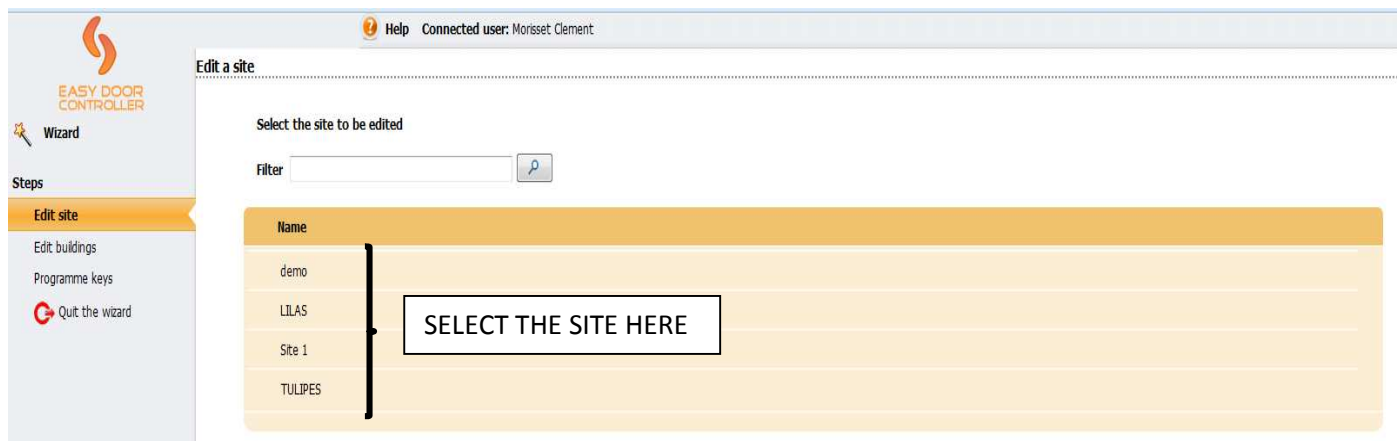 Help Connected user: Morisset Clement
EASY DOOR
CONTROLLER
Wizard
Steps
Edit site
Edit buildings
Programme keys
Quit the wizard
Edit a site
Select the site to be edited
Filter
Name
demo
LILAS
Site 1
TULIPES
SELECT THE SITE HERE